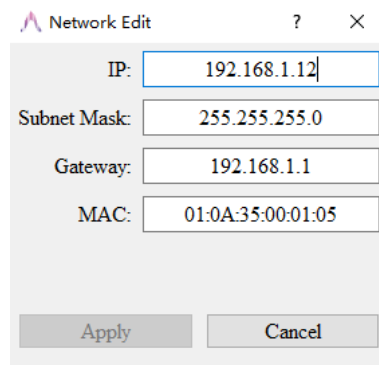 Network Edit ?
IP: 192.168.1.12
Subnet Mask: 255.255.255.0
Gateway: 192.168.1.1
MAC: 01:0A:35:00:01:05
Apply Cancel